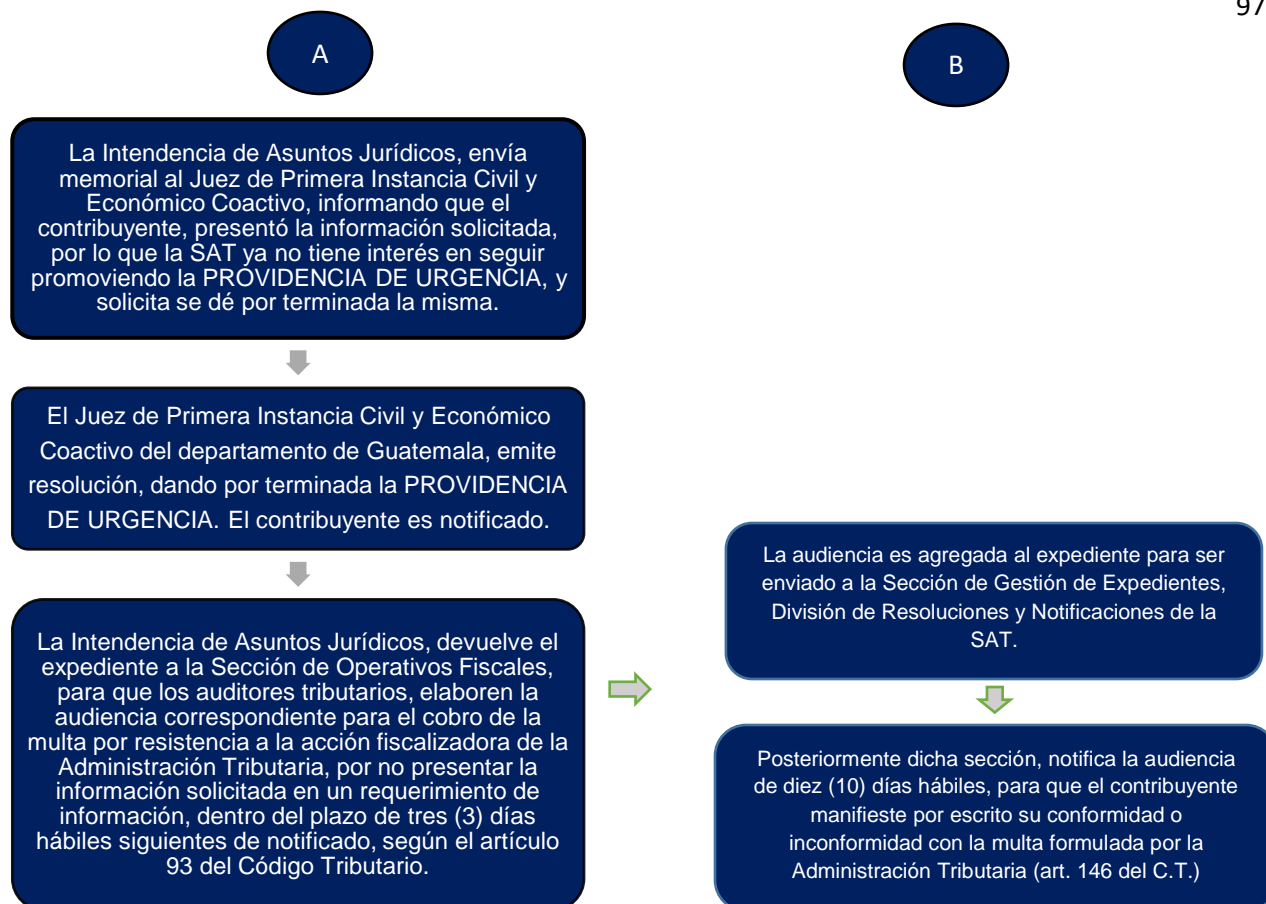 97
A
La Intendencia de Asuntos Jurídicos, envía
memorial al Juez de Primera Instancia Civil y
Económico Coactivo, informando que el
contribuyente, presentó la información solicitada,
por lo que la SAT ya no tiene interés en seguir
promoviendo la PROVIDENCIA DE URGENCIA, y
solicita se dé por terminada la misma.
El Juez de Primera Instancia Civil y Económico
Coactivo del departamento de Guatemala, emite
resolución, dando por terminada la PROVIDENCIA
DE URGENCIA. El contribuyente es notificado.
La Intendencia de Asuntos Jurídicos, devuelve el
expediente a la Sección de Operativos Fiscales,
para que los auditores tributarios, elaboren la
audiencia correspondiente para el cobro de la
multa por resistencia a la acción fiscalizadora de la
Administración Tributaria, por no presentar la
información solicitada en un requerimiento de
información, dentro del plazo de tres (3) días
hábiles siguientes de notificado, según el artículo
93 del Código Tributario.
B
La audiencia es agregada al expediente para ser
enviado a la Sección de Gestión de Expedientes,
División de Resoluciones y Notificaciones de la
SAT.
Posteriormente dicha sección, notifica la audiencia
de diez (10) días hábiles, para que el contribuyente
manifieste por escrito su conformidad o
inconformidad con la multa formulada por la
Administración Tributaria (art. 146 del C.T.)